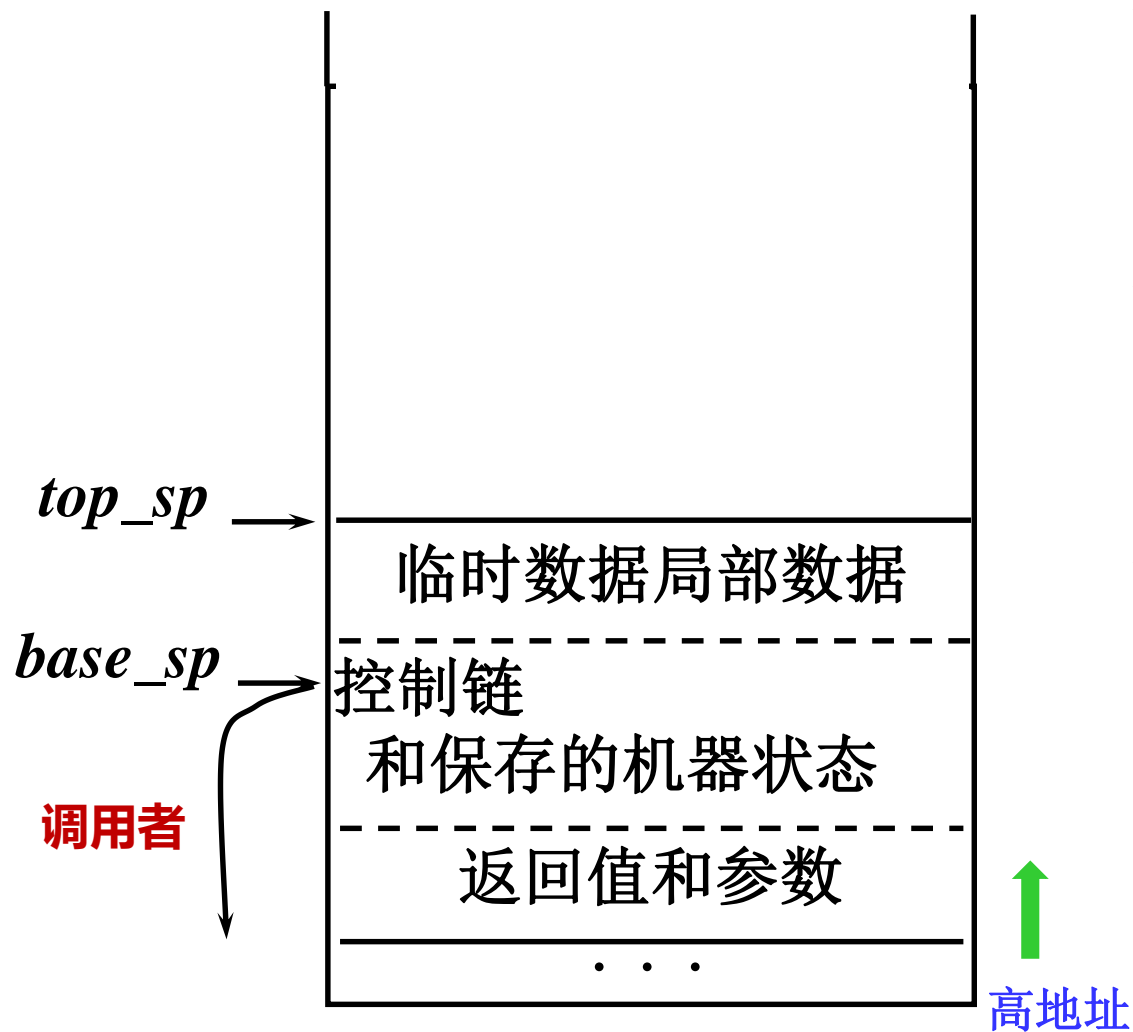 top_sp
临时数据局部数据
base_sp
控制链
和保存的机器状态
调用者
返回值和参数
. . .
高地址